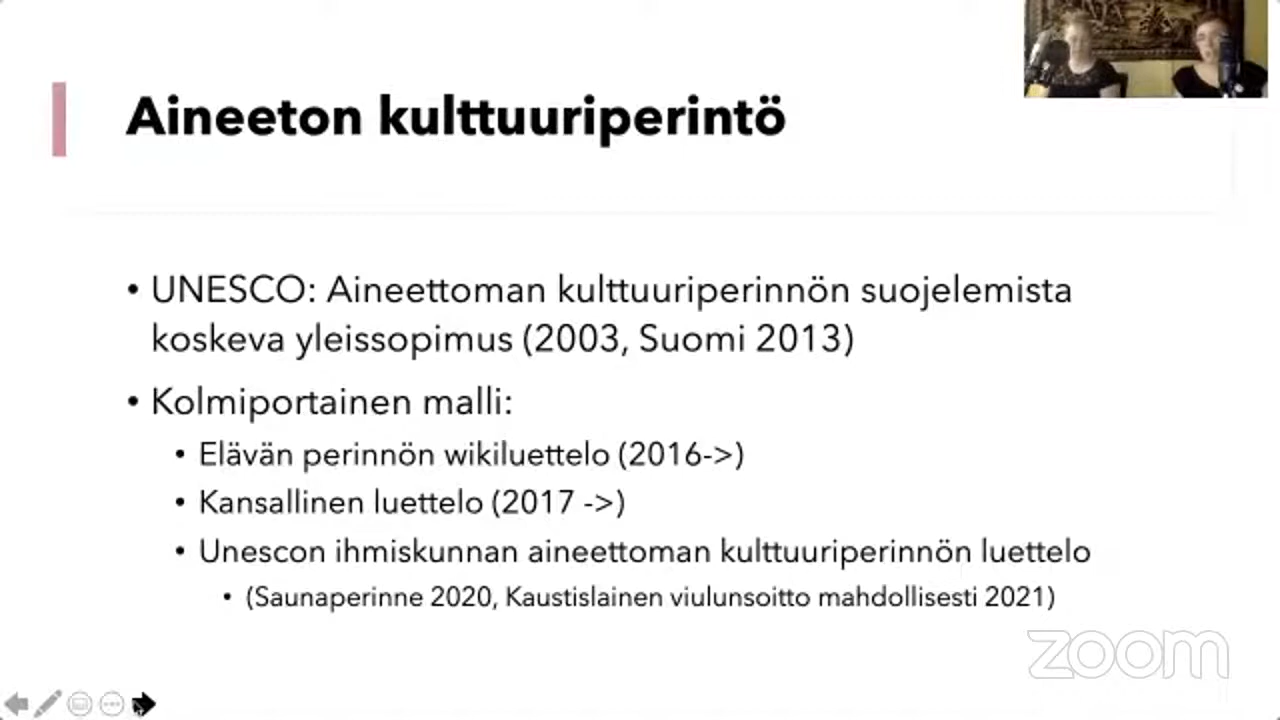 Aineeton kulttuuriperintö
• UNESCO: Aineettoman kulttuuriperinnön suojelemista
koskeva yleissopimus (2003, Suomi 2013)
• Kolmiportainen malli:
• Elävän perinnön wikiluettelo (2016->)
• Kansallinen luettelo (2017 ->)
• Unescon ihmiskunnan aineettoman kulttuuriperinnön luettelo
• (Saunaperinne 2020, Kaustislainen viulunsoitto mahdollisesti 2021)
zoom